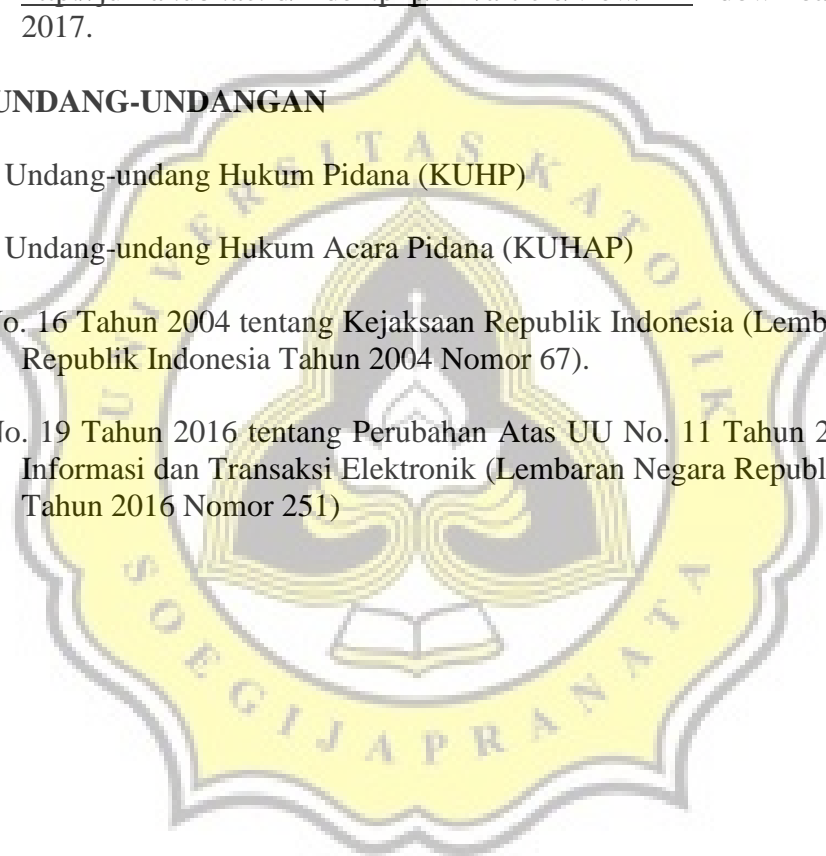 2017.
UNDANG-UNDANGAN
Undang-undang Hukum Pidana (KUHP)
Undang-undang Hukum Acara Pidana (KUHAP)
No. 16 Tahun 2004 tentang Kejaksaan Republik Indonesia (Lemb
Republik Indonesia Tahun 2004 Nomor 67).
No. 19 Tahun 2016 tentang Perubahan Atas UU No. 11 Tahun 2
Informasi dan Transaksi Elektronik (Lembaran Negara Republ
Tahun 2016 Nomor 251)
UNIVERSITAS KATOLIK
SOEGIJAPRANATA